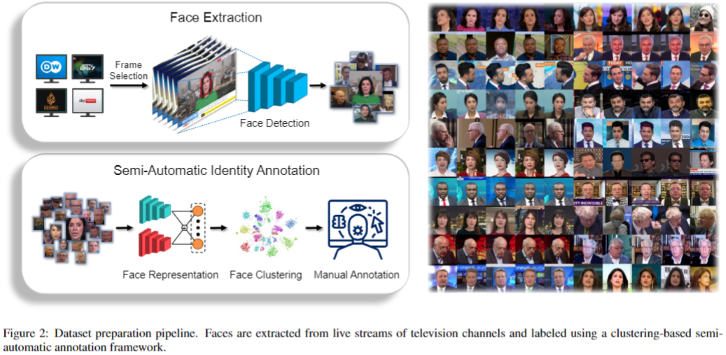 Face Extraction
DW
Frame
Selection
Face Detection
Semi-Automatic Identity Annotation
Face Representation
Face Clustering
Manual Annotation
Figure 2: Dataset preparation pipeline. Faces are extracted from live streams of television channels and labeled using a clustering-based semi-
automatic annotation framework.